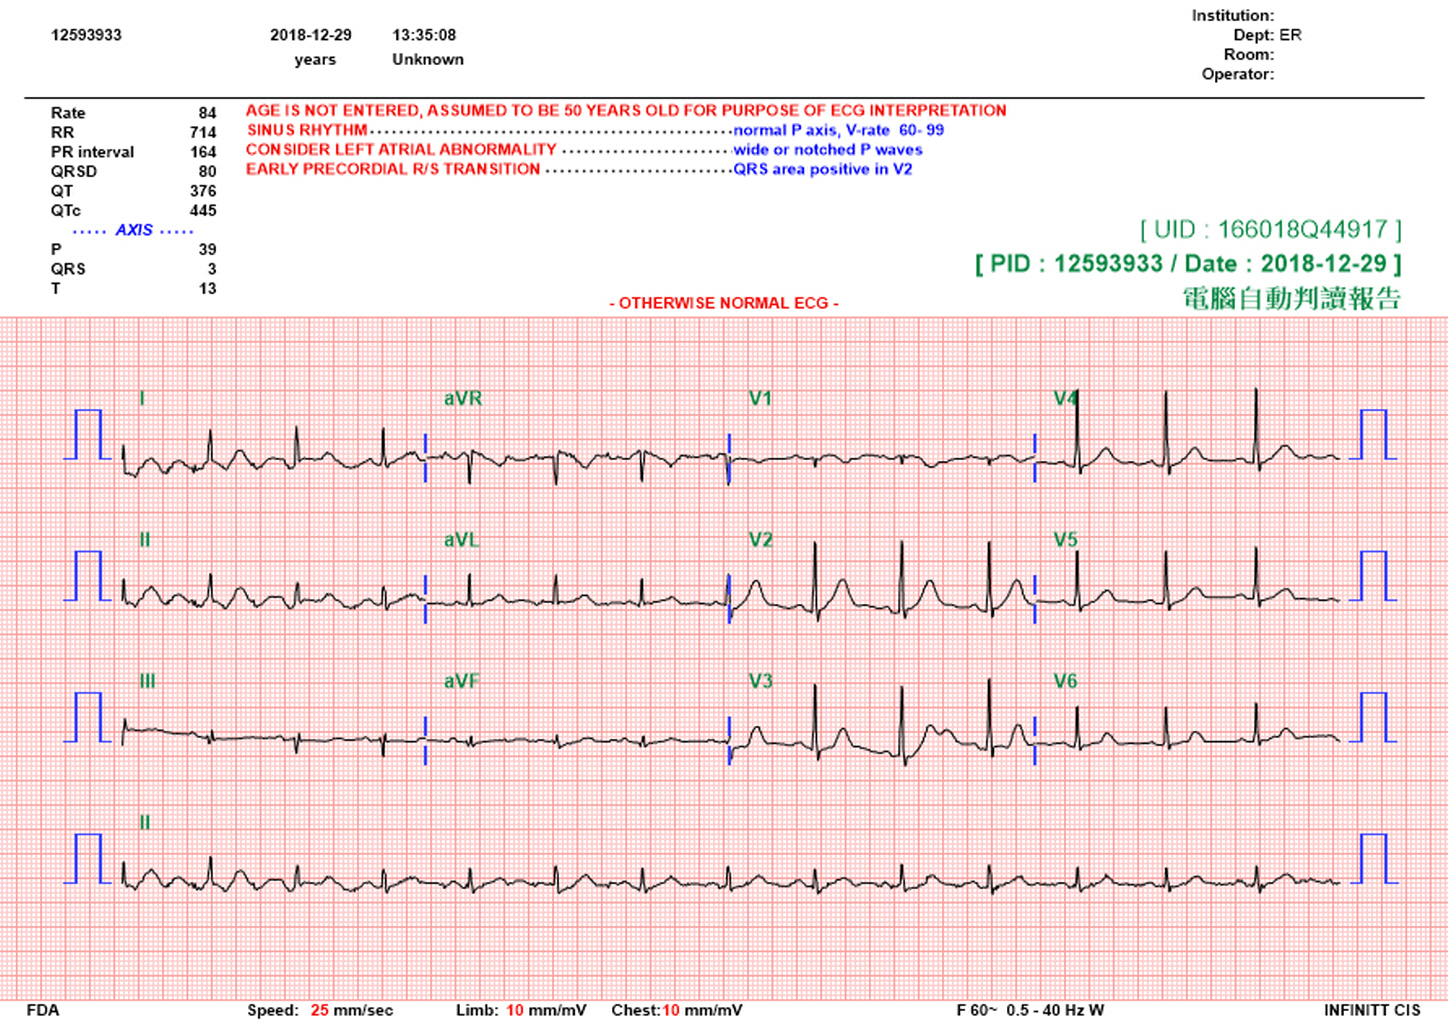 12593933 2018-12-29 13:35:08
years Unknown
Institution:
Dept: ER
Room:
Operator:
Rate 84
RR 714
PR interval 164
QRSD 80
QT 376
QTc 445
····· AXIS ·····
P 39
QRS 3
T 13
AGE IS NOT ENTERED, ASSUMED TO BE 50 YEARS OLD FOR PURPOSE OF ECG INTERPRETATION
SINUS RHYTHM··················································normal P axis, V-rate 60- 99
CONSIDER LEFT ATRIAL ABNORMALITY ·······················wide or notched P waves
EARLY PRECORDIAL R/S TRANSITION ·························QRS area positive in V2
[ UID : 166018Q44917 ]
[ PID : 12593933 / Date : 2018-12-29 ]
電腦自動判讀報告
- OTHERWISE NORMAL ECG -
I aVR V1 V4
II aVL V2 V5
III aVF V3 V6
II
FDA Speed: 25 mm/sec Limb: 10 mm/mV Chest:10 mm/mV F 60~ 0.5 - 40 Hz W INFINITT CIS